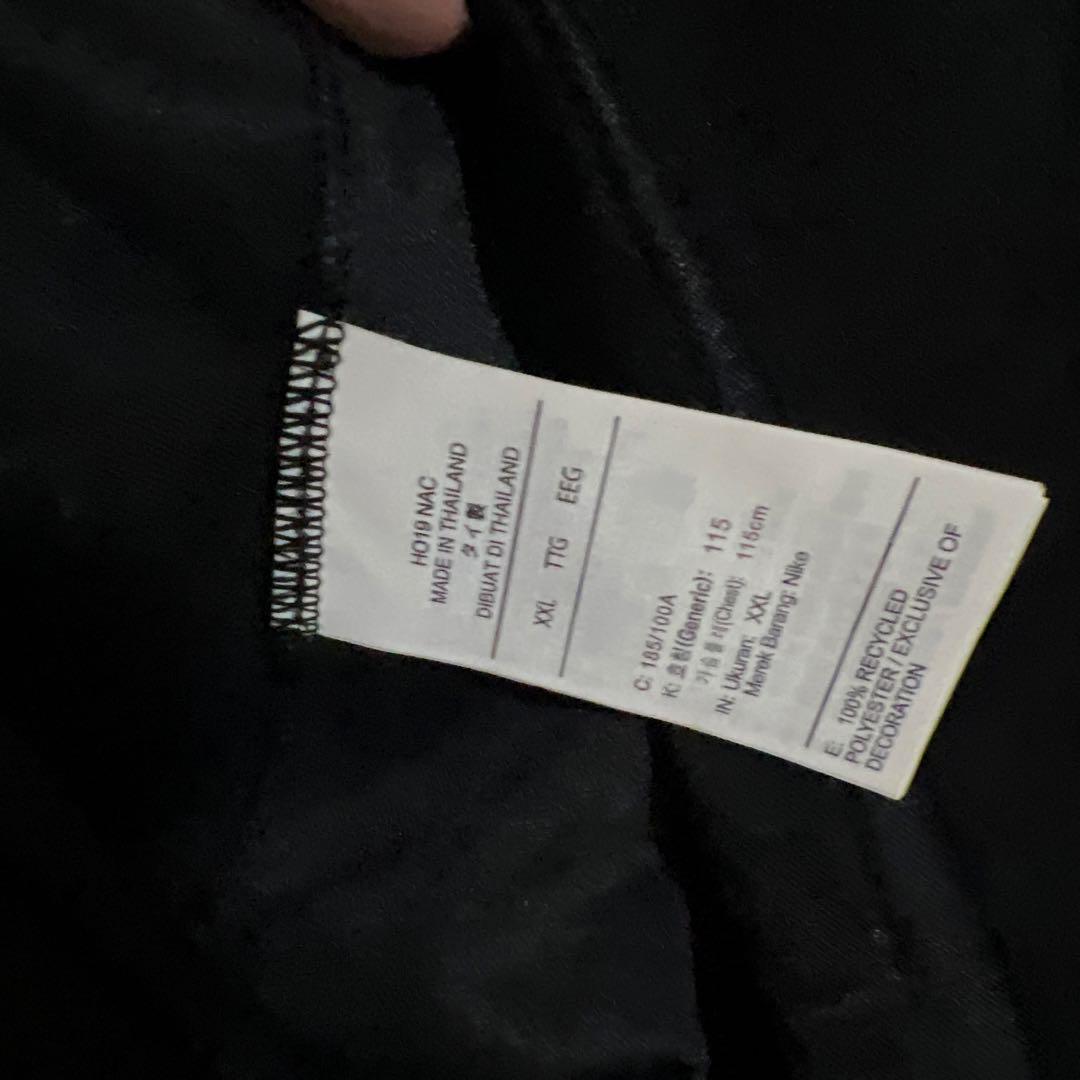 HO19 NAC
MADE IN THAILAND
タイ製
DIBUAT DI THAILAND
XXL TTG EEG
C: 185/100A
K: 호칭(Generic): 115
가슴둘레(Chest): 115cm
IN: Ukuran: XXL
Merek Barang: Nike
E: 100% RECYCLED
POLYESTER / EXCLUSIVE OF
DECORATION